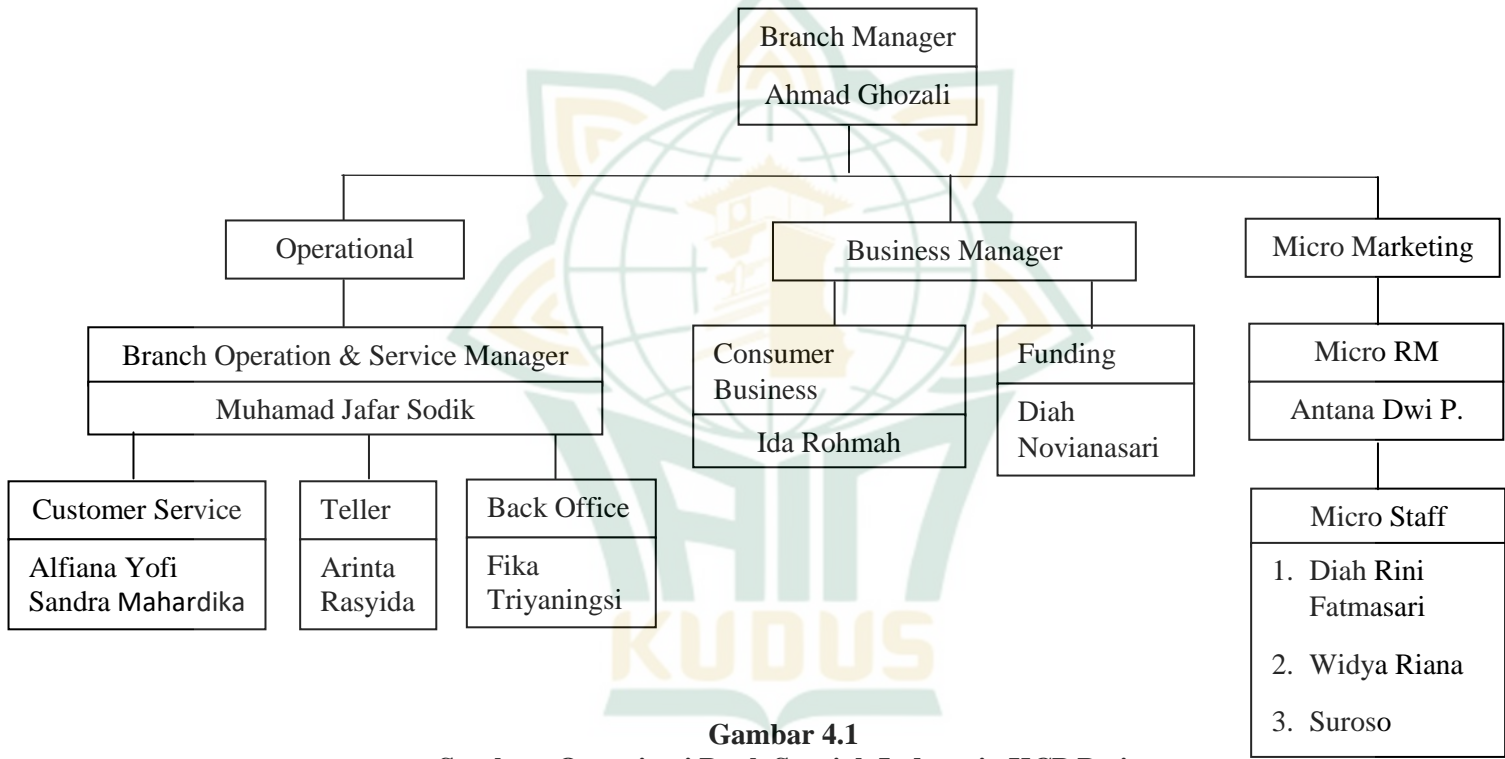 Branch Manager
Ahmad Ghozali
Operational
Business Manager
Micro Marketing
Branch Operation & Service Manager
Muhamad Jafar Sodik
Consumer
Business
Ida Rohmah
Funding
Diah
Novianasari
Micro RM
Antana Dwi P.
Customer Service
Alfiana Yofi
Sandra Mahardika
Teller
Arinta
Rasyida
Back Office
Fika
Triyaningsi
Micro Staff
1. Diah Rini
Fatmasari
2. Widya Riana
3. Suroso
KUDUS
Gambar 4.1